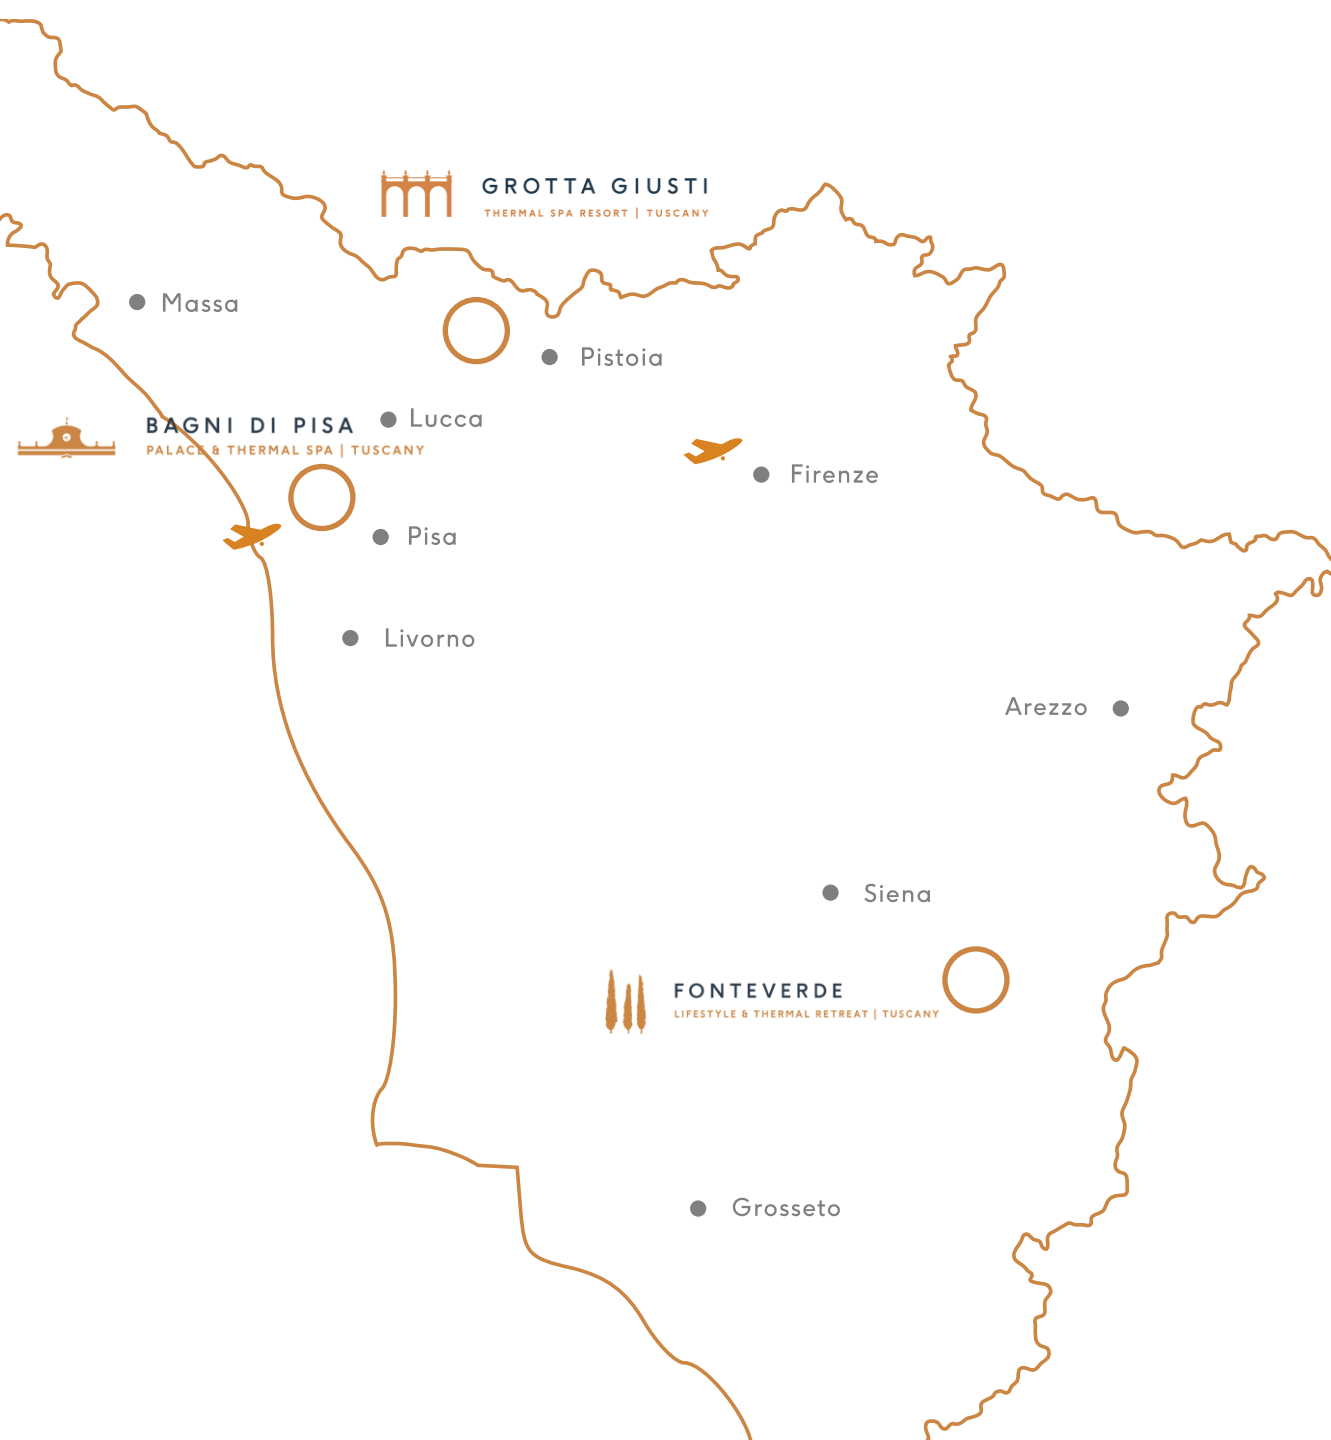 GROTTA GIUSTI
THERMAL SPA RESORT | TUSCANY
Massa
Pistoia
Lucca
BAGNI DI PISA
PALACE & THERMAL SPA | TUSCANY
Firenze
Pisa
Livorno
Arezzo
Siena
FONTEVERDE
LIFESTYLE & THERMAL RETREAT | TUSCANY
Grosseto